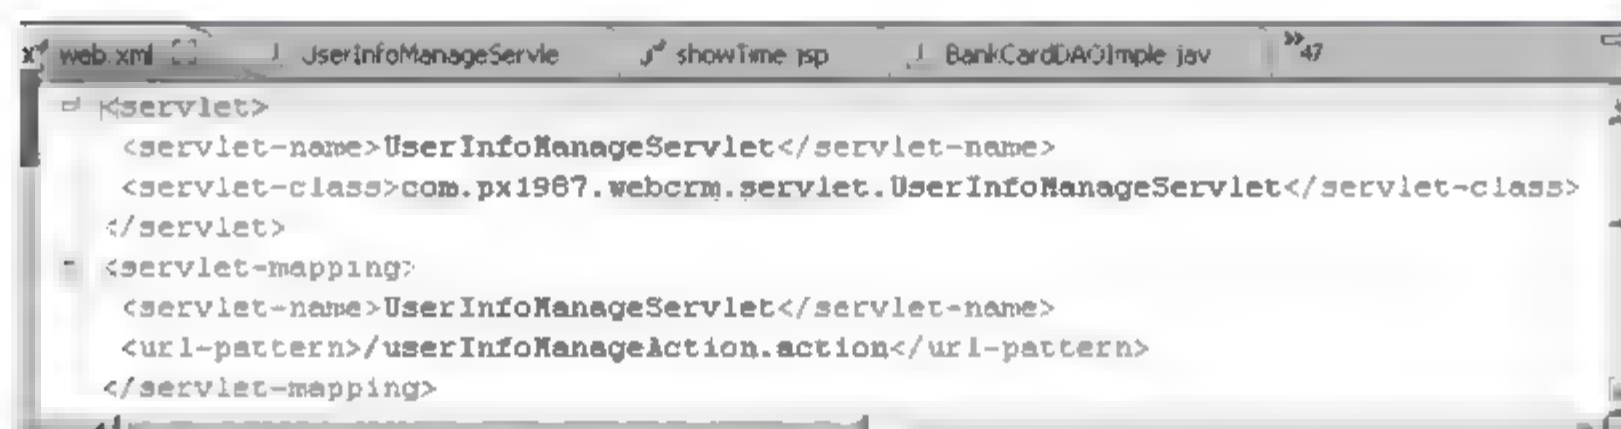 web.xml UserInfoManageServle showTime.jsp BankCardDAOImple.jav »47
<servlet>
<servlet-name>UserInfoManageServlet</servlet-name>
<servlet-class>com.px1987.webcrm.servlet.UserInfoManageServlet</servlet-class>
</servlet>
<servlet-mapping>
<servlet-name>UserInfoManageServlet</servlet-name>
<url-pattern>/userInfoManageAction.action</url-pattern>
</servlet-mapping>